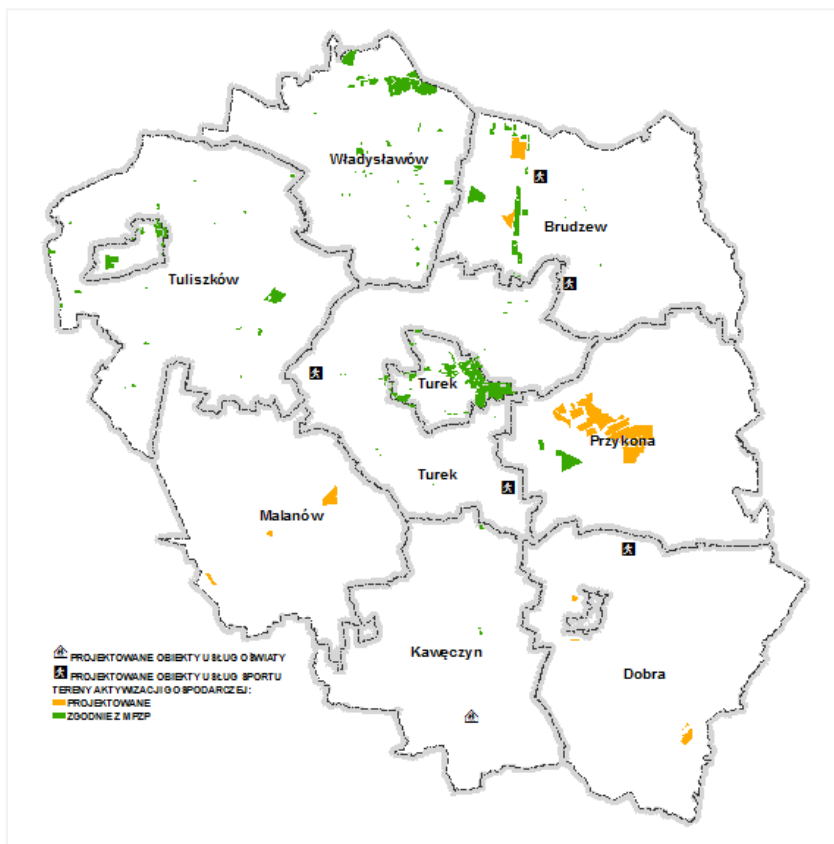 Władysławów
Brudzew
Tuliszków
Turek
Przykona
Turek
Malanów
Kawęczyn
Dobra
PROJEKTOWANE OBIEKTY USŁUG OŚWIATY
PROJEKTOWANE OBIEKTY USŁUG SPORTU
TERENY AKTYWIZACJI GOSPODARCZEJ:
PROJEKTOWANE
ZGODNIE Z MPZP